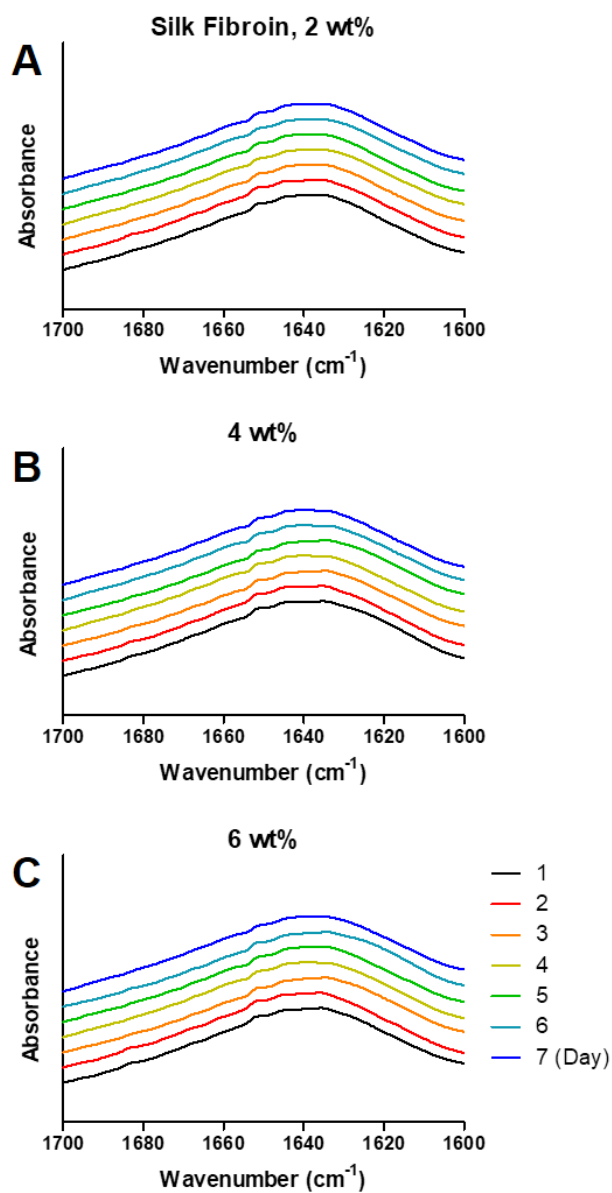 Silk Fibroin, 2 wt%
A
Absorbance
1700 1680 1660 1640 1620 1600
Wavenumber (cm⁻¹)
4 wt%
B
Absorbance
1700 1680 1660 1640 1620 1600
Wavenumber (cm⁻¹)
6 wt%
C
1
2
3
4
5
6
7 (Day)
Absorbance
1700 1680 1660 1640 1620 1600
Wavenumber (cm⁻¹)